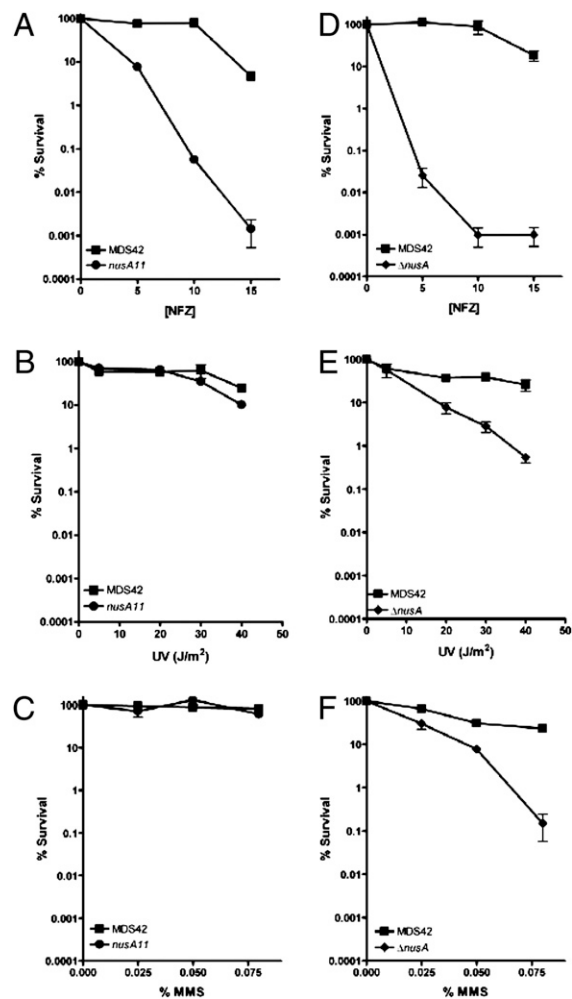 A
% Survival
100
10
1
0.1
0.01
0.001
0.0001
MDS42
nusA11
0 5 10 15
[NFZ]
D
% Survival
100
10
1
0.1
0.01
0.001
0.0001
MDS42
ΔnusA
0 5 10 15
[NFZ]
B
% Survival
100
10
1
0.1
0.01
0.001
0.0001
MDS42
nusA11
0 10 20 30 40 50
UV (J/m²)
E
% Survival
100
10
1
0.1
0.01
0.001
0.0001
MDS42
ΔnusA
0 10 20 30 40 50
UV (J/m²)
C
% Survival
100
10
1
0.1
0.01
0.001
0.0001
MDS42
nusA11
0.000 0.025 0.050 0.075
% MMS
F
% Survival
100
10
1
0.1
0.01
0.001
0.0001
MDS42
ΔnusA
0.000 0.025 0.050 0.075
% MMS